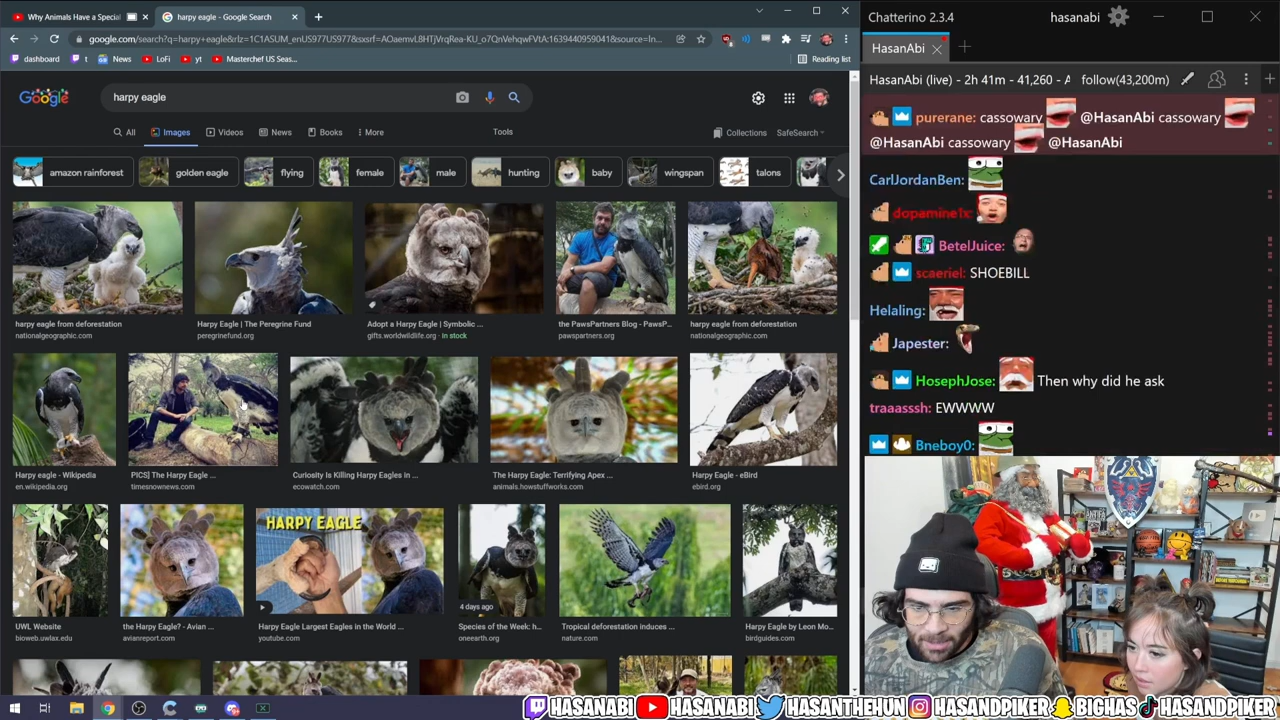 Why Animals Have a Special
harpy eagle - Google Search
google.com/search?q=harpy+eagle&rlz=1C1ASUM_enUS977US977&sxsrf=AOaemvL8HTjVrqRea-KU_o7QnVehqwFVtA:1639440959041&source=ln...
dashboard
t
News
LoFi
yt
Masterchef US Seas...
Reading list
Google
harpy eagle
All
Images
Videos
News
Books
More
Tools
Collections
SafeSearch
amazon rainforest
golden eagle
flying
female
male
hunting
baby
wingspan
talons
harpy eagle from deforestation
nationalgeographic.com
Harpy Eagle | The Peregrine Fund
peregrinefund.org
Adopt a Harpy Eagle | Symbolic ...
gifts.worldwildlife.org · in stock
the PawsPartners Blog - PawsP...
pawspartners.org
harpy eagle from deforestation
nationalgeographic.com
Harpy eagle - Wikipedia
en.wikipedia.org
PICS] The Harpy Eagle ...
timesnownews.com
Curiosity Is Killing Harpy Eagles in ...
ecowatch.com
The Harpy Eagle: Terrifying Apex ...
animals.howstuffworks.com
Harpy Eagle - eBird
ebird.org
HARPY EAGLE
4 days ago
UWL Website
bioweb.uwlax.edu
the Harpy Eagle? - Avian ...
avianreport.com
Harpy Eagle Largest Eagles in the World ...
youtube.com
Species of the Week: h...
oneearth.org
Tropical deforestation induces ...
nature.com
Harpy Eagle by Leon Mo...
birdguides.com
Chatterino 2.3.4
hasanabi
HasanAbi
HasanAbi (live) - 2h 41m - 41,260 - A
follow(43,200m)
purerane: cassowary @HasanAbi cassowary
@HasanAbi cassowary @HasanAbi
CarlJordanBen:
dopamine1x:
BetelJuice:
scaeriel: SHOEBILL
Helaling:
Japester:
HosephJose: Then why did he ask
traaasssh: EWWWW
Bneboy0:
ANTIFA
HASANABI
HASANABI
HASANTHEHUN
HASANDPIKER
BIGHAS
HASANDPIKER